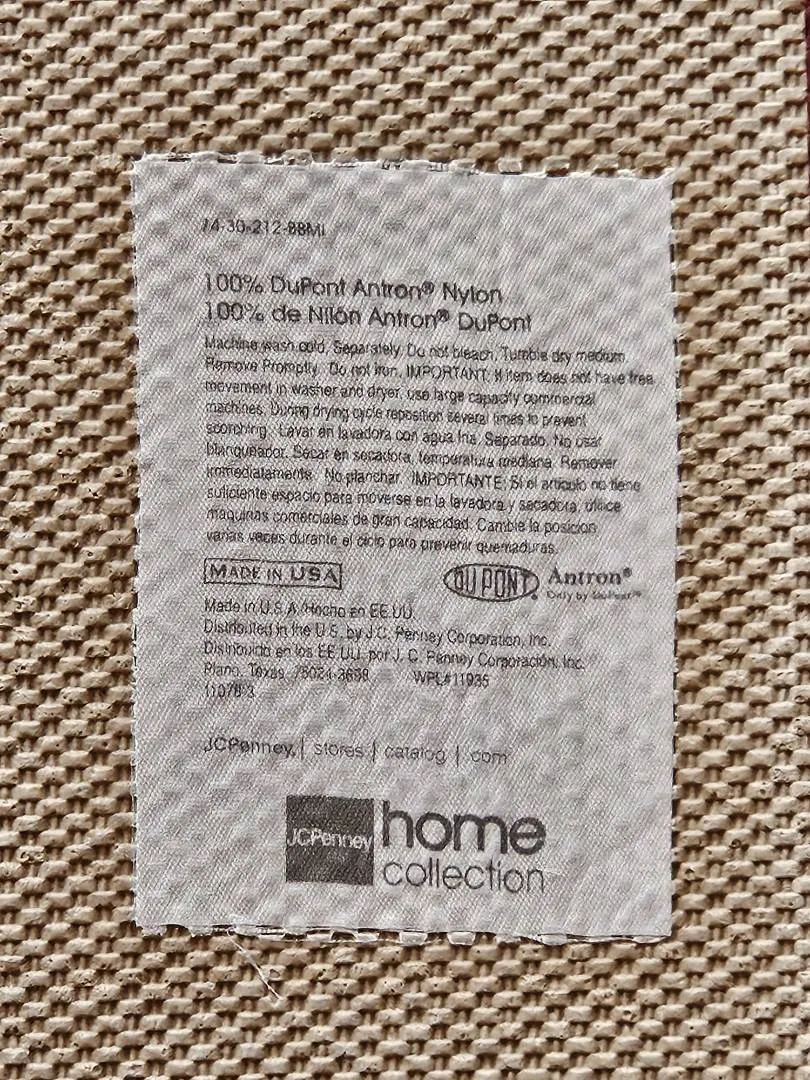 74-30-212-BBMI
100% DuPont Antron® Nylon
100% de Nilón Antron® DuPont
Machine wash cold, Separately. Do not bleach, Tumble dry medium.
Remove Promptly. Do not iron. IMPORTANT: If item does not have free
movement in washer and dryer, use large capacity commercial
machines. During drying cycle reposition several times to prevent
scorching. Lavar en lavadora con agua fria, Separado. No usar
blanqueador. Secar en secadora, temperatura mediana. Remover
immedialamente. No planchar. IMPORTANTE: Si el articulo no tiene
suficiente espacio para moverse en la lavadora y secadora, utilice
maquinas comerciales de gran capacidad. Cambie la posicion
varias veces durante el ciclo para prevenir quemaduras.
MADE IN USA
DU PONT Antron®
Only by DuPont™
Made in U.S.A./Hecho en EE.UU.
Distributed in the U.S. by J.C. Penney Corporation, Inc.
Distribuido en los EE.UU. por J. C. Penney Corporación, Inc.
Plano, Texas 75024-3698 WPL#11935
11078-3
JCPenney | stores | catalog | .com
JCPenney home
collection